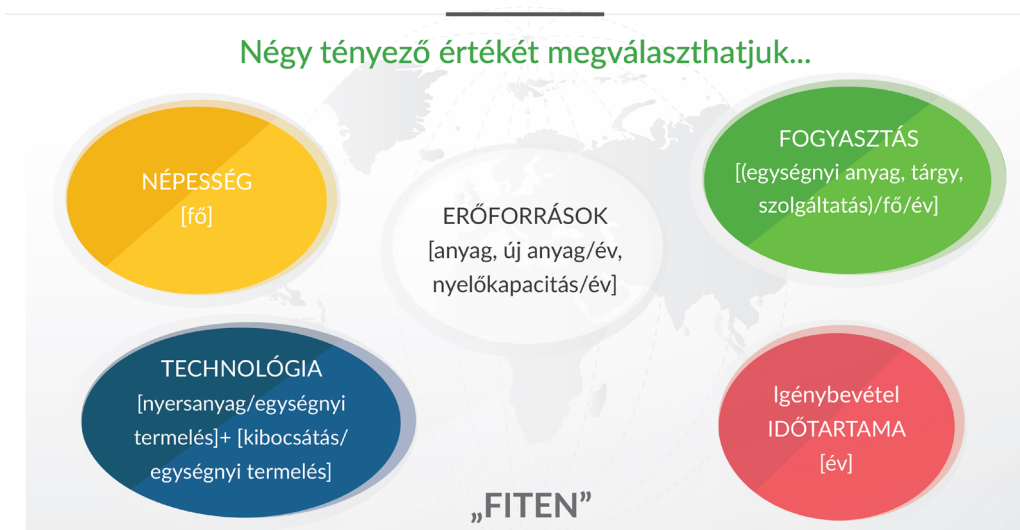 Négy tényező értékét megválaszthatjuk...
NÉPESSÉG
[fő]
ERŐFORRÁSOK
[anyag, új anyag/év,
nyelőkapacitás/év]
FOGYASZTÁS
[(egységnyi anyag, tárgy,
szolgáltatás)/fő/év]
TECHNOLÓGIA
[nyersanyag/egységnyi
termelés]+ [kibocsátás/
egységnyi termelés]
Igénybevétel
IDŐTARTAMA
[év]
„FITEN”